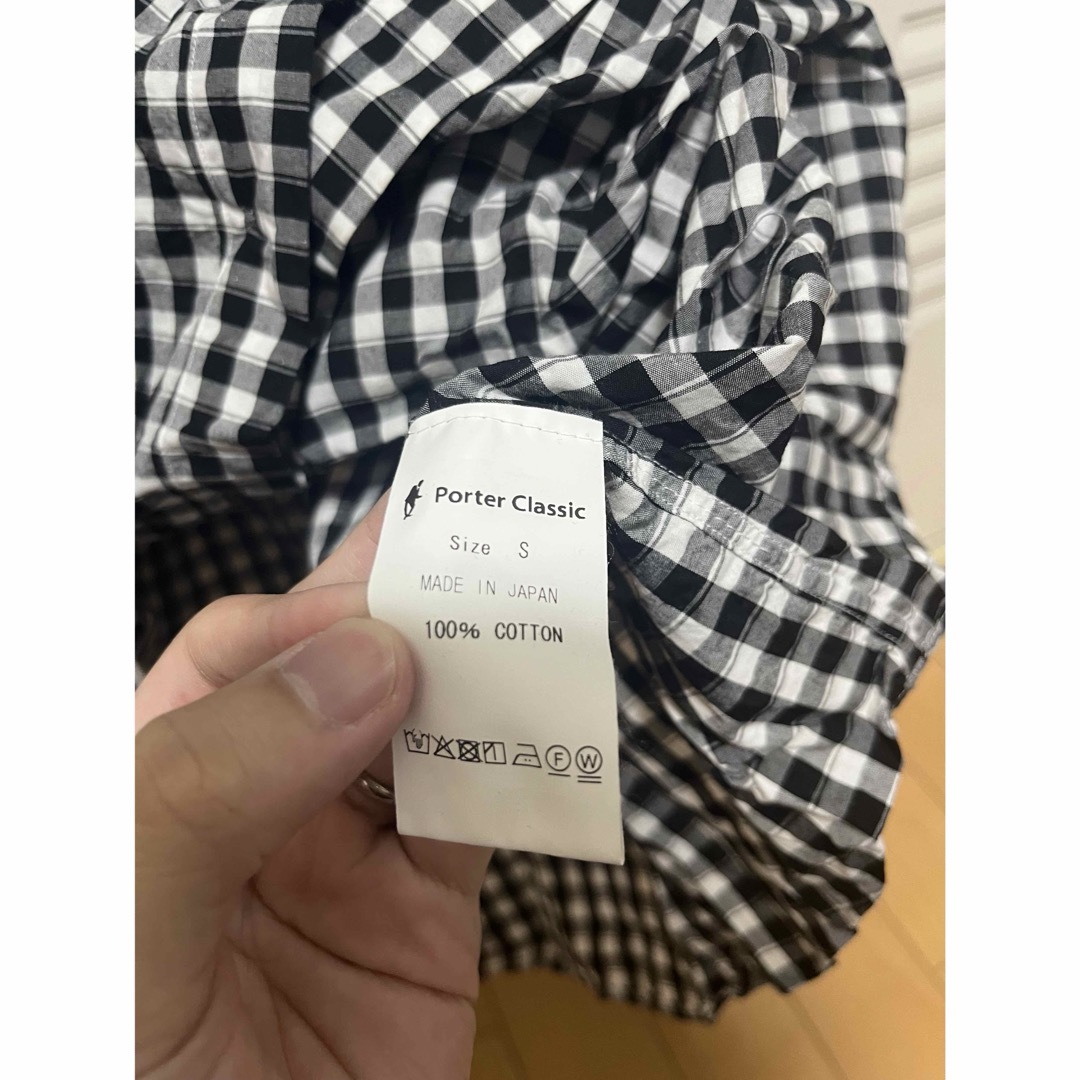 Porter Classic
Size S
MADE IN JAPAN
100% COTTON
F W